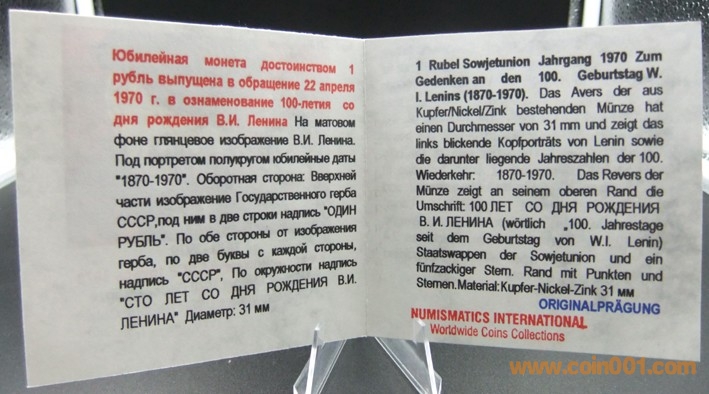 Юбилейная монета достоинством 1
рубль выпущена в обращение 22 апреля
1970 г. в ознаменование 100-летия со
дня рождения В.И. Ленина На матовом
фоне глянцевое изображение В.И. Ленина.
Под портретом полукругом юбилейные даты
"1870-1970". Оборотная сторона: Вверхней
части изображение Государственного герба
СССР,под ним в две строки надпись "ОДИН
РУБЛЬ". По обе стороны от изображения
герба, по две буквы с каждой стороны,
надпись "СССР", По окружности надпись
"СТО ЛЕТ СО ДНЯ РОЖДЕНИЯ В.И.
ЛЕНИНА" Диаметр: 31 мм
1 Rubel Sowjetunion Jahrgang 1970 Zum
Gedenken an den 100. Geburtstag W.
I. Lenins (1870-1970). Das Avers der aus
Kupfer/Nickel/Zink bestehenden Münze hat
einen Durchmesser von 31 mm und zeigt das
links blickende Kopfporträts von Lenin sowie
die darunter liegende Jahreszahlen der 100.
Wiederkehr: 1870-1970. Das Revers der
Münze zeigt an seinem oberen Rand die
Umschrift: 100 ЛЕТ СО ДНЯ РОЖДЕНИЯ
В. И. ЛЕНИНА (wörtlich „100. Jahrestage
seit dem Geburtstag von W.I. Lenin)
Staatswappen der Sowjetunion und ein
fünfzackiger Stern. Rand mit Punkten und
Sternen.Material:Kupfer-Nickel-Zink 31 мм
ORIGINALPRÄGUNG
NUMISMATICS INTERNATIONAL
Worldwide Coins Collections
www.coin001.com